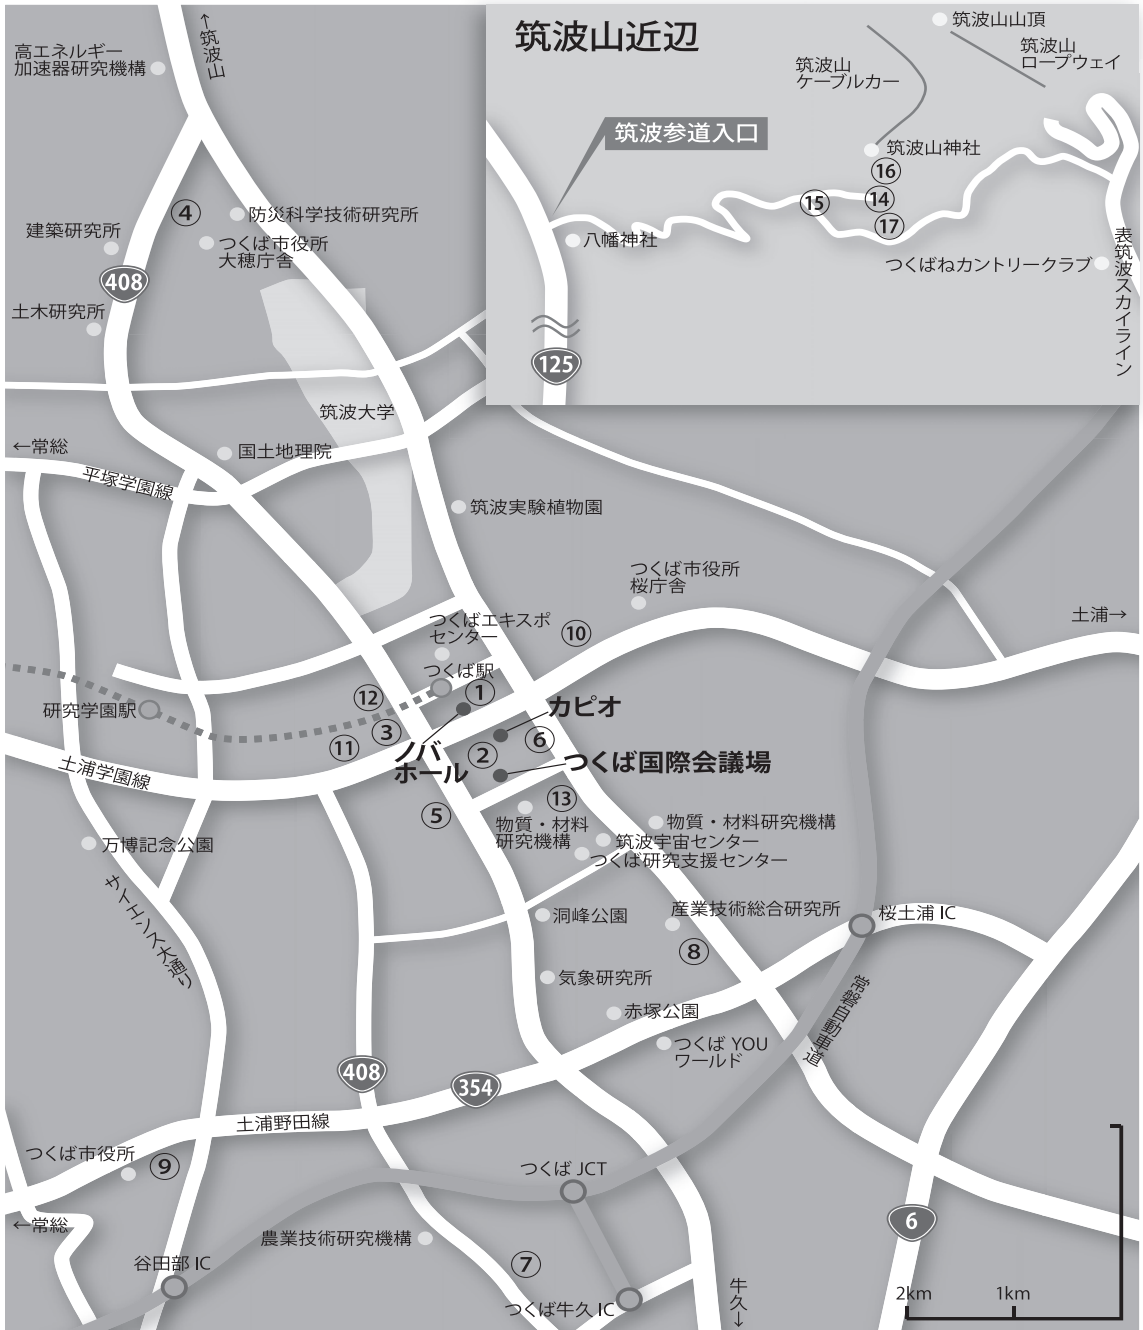 ←筑波山
高エネルギー
加速器研究機構
筑波山近辺
筑波山山頂
筑波山
ロープウェイ
筑波山
ケーブルカー
筑波参道入口
筑波山神社
⑯
⑮
⑭
⑰
八幡神社
つくばねカントリークラブ
表筑波スカイライン
125
④
防災科学技術研究所
建築研究所
つくば市役所
大穂庁舎
408
土木研究所
筑波大学
←常総
国土地理院
平塚学園線
筑波実験植物園
つくば市役所
桜庁舎
土浦→
つくばエキスポ
センター
⑩
つくば駅
⑫
①
研究学園駅
カピオ
③
⑪
ノバ
ホール
②
⑥
つくば国際会議場
土浦学園線
⑬
⑤
物質・材料
研究機構
物質・材料研究機構
筑波宇宙センター
つくば研究支援センター
万博記念公園
サイエンス大通り
洞峰公園
産業技術総合研究所
桜土浦 IC
⑧
気象研究所
常磐自動車道
赤塚公園
つくば YOU
ワールド
408
354
土浦野田線
つくば市役所
⑨
つくば JCT
←常総
6
農業技術研究機構
谷田部 IC
⑦
つくば牛久 IC
牛久→
2km
1km